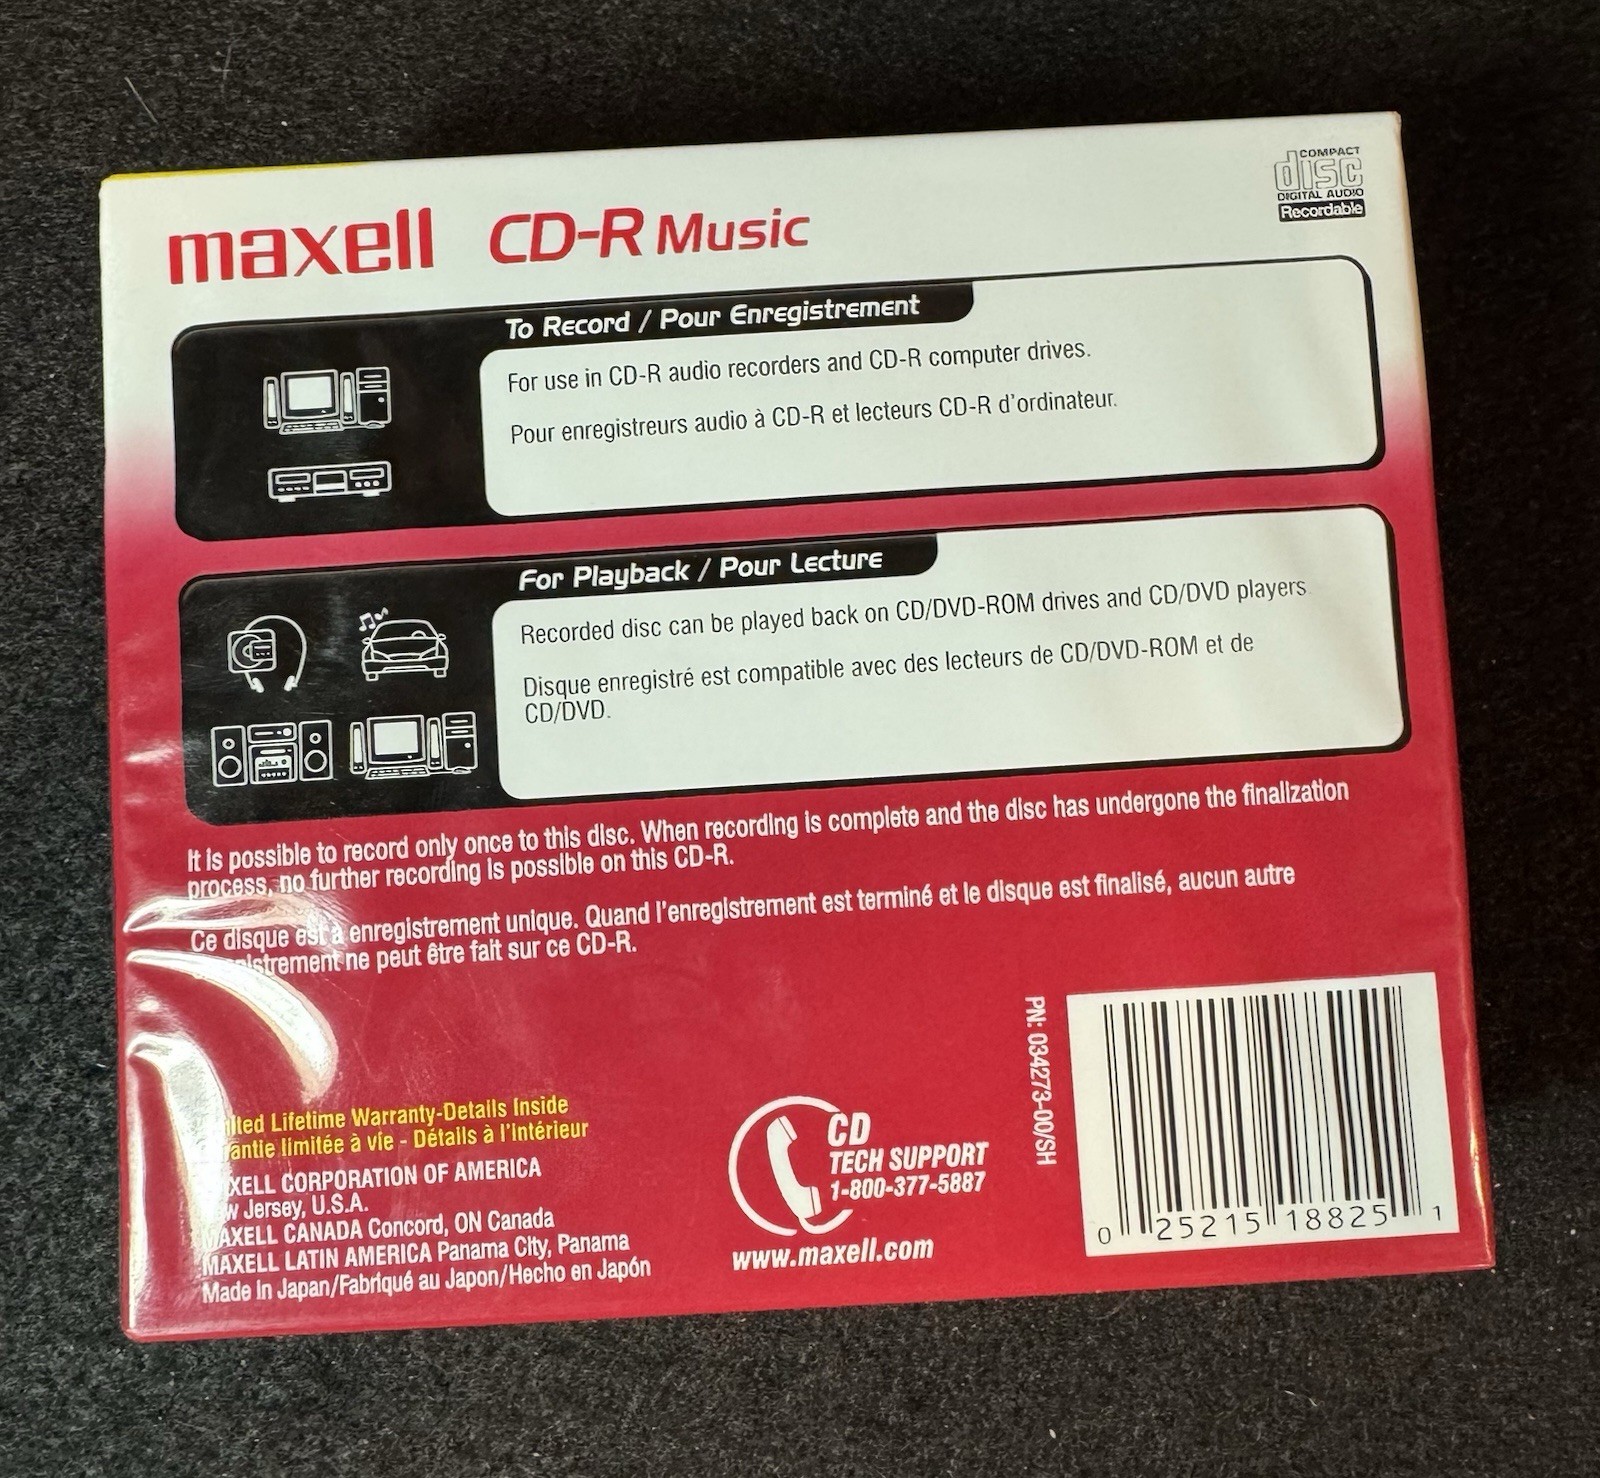 maxell CD-R Music
COMPACT
disc
DIGITAL AUDIO
Recordable
To Record / Pour Enregistrement
For use in CD-R audio recorders and CD-R computer drives.
Pour enregistreurs audio à CD-R et lecteurs CD-R d'ordinateur.
For Playback / Pour Lecture
Recorded disc can be played back on CD/DVD-ROM drives and CD/DVD players
Disque enregistré est compatible avec des lecteurs de CD/DVD-ROM et de
CD/DVD.
It is possible to record only once to this disc. When recording is complete and the disc has undergone the finalization
process, no further recording is possible on this CD-R.
Ce disque est à enregistrement unique. Quand l'enregistrement est terminé et le disque est finalisé, aucun autre
ne peut être fait sur ce CD-R.
Lifetime Warranty-Details Inside
limitée à vie - Détails à l'intérieur
CORPORATION OF AMERICA
Jersey, U.S.A.
MAXELL CANADA Concord, ON Canada
MAXELL LATIN AMERICA Panama City, Panama
Made in Japan/Fabriqué au Japon/Hecho en Japón
CD
TECH SUPPORT
1-800-377-5887
www.maxell.com
PN: 034273-00/SH
0 25215 18825 1